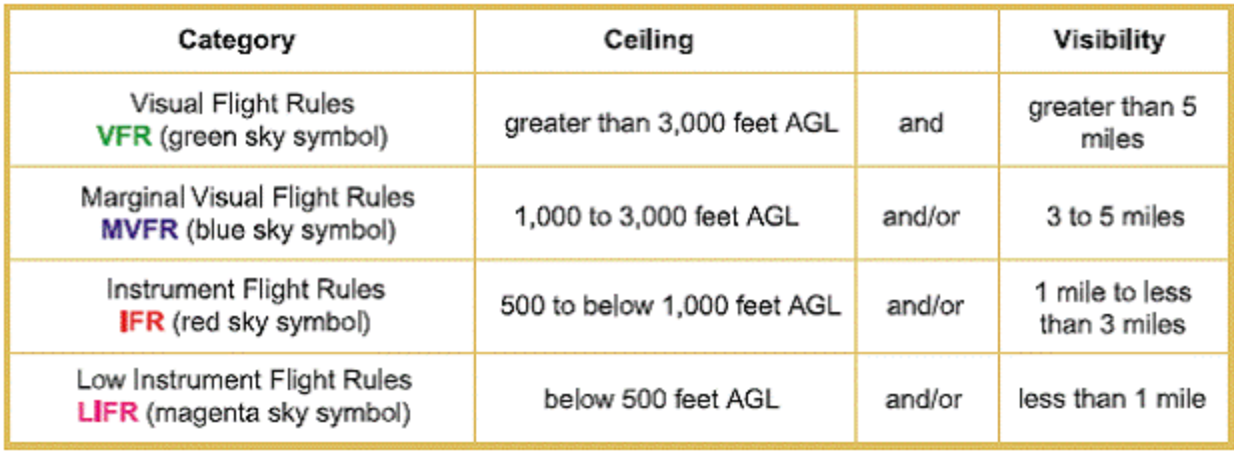 Category Ceiling Visibility
Visual Flight Rules
VFR (green sky symbol)
greater than 3,000 feet AGL
and
greater than 5
miles
Marginal Visual Flight Rules
MVFR (blue sky symbol)
1,000 to 3,000 feet AGL
and/or
3 to 5 miles
Instrument Flight Rules
IFR (red sky symbol)
500 to below 1,000 feet AGL
and/or
1 mile to less
than 3 miles
Low Instrument Flight Rules
LIFR (magenta sky symbol)
below 500 feet AGL
and/or
less than 1 mile